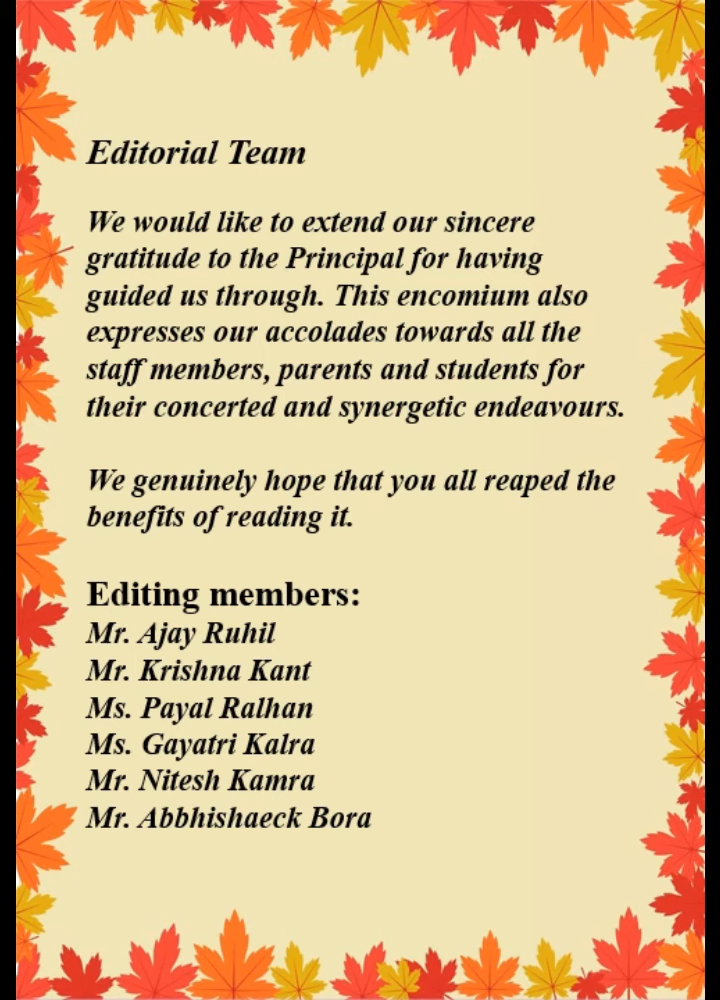 Editorial Team
We would like to extend our sincere
gratitude to the Principal for having
guided us through. This encomium also
expresses our accolades towards all the
staff members, parents and students for
their concerted and synergetic endeavours.
We genuinely hope that you all reaped the
benefits of reading it.
Editing members:
Mr. Ajay Ruhil
Mr. Krishna Kant
Ms. Payal Ralhan
Ms. Gayatri Kalra
Mr. Nitesh Kamra
Mr. Abbhishaeck Bora